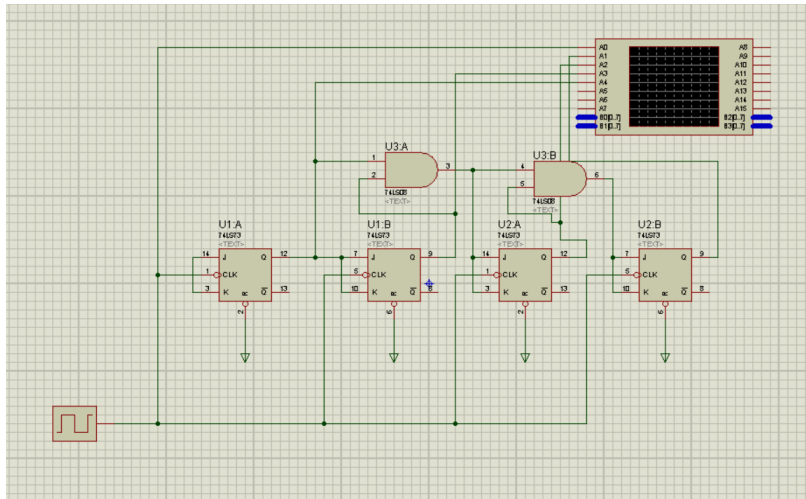 A0 A8
A1 A9
A2 A10
A3 A11
A4 A12
A5 A13
A6 A14
A7 A15
B0[0..7] B2[0..7]
B1[0..7] B3[0..7]
U3:A
1
2
3
74LS08
<TEXT>
U3:B
4
5
6
74LS08
<TEXT>
U1:A
74LS73
<TEXT>
14 J Q 12
1 CLK
3 K Q 13
2
U1:B
74LS73
<TEXT>
7 J Q 9
5 CLK
10 K Q 8
6
U2:A
74LS73
<TEXT>
14 J Q 12
1 CLK
3 K Q 13
2
U2:B
74LS73
<TEXT>
7 J Q 9
5 CLK
10 K Q 8
6